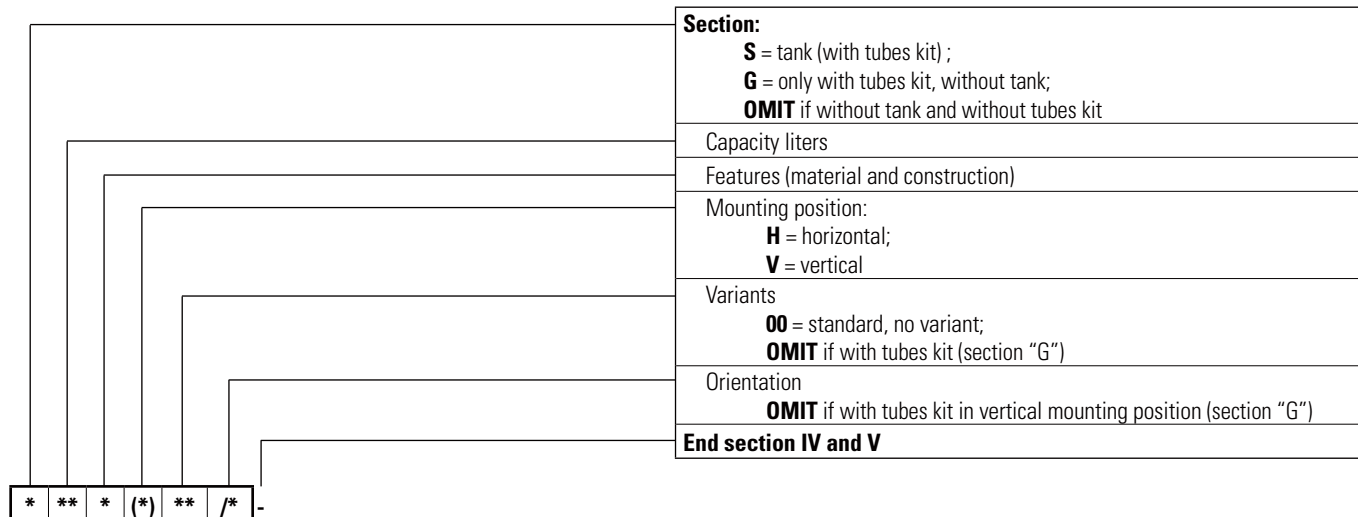 Section:
S = tank (with tubes kit) ;
G = only with tubes kit, without tank;
OMIT if without tank and without tubes kit
Capacity liters
Features (material and construction)
Mounting position:
H = horizontal;
V = vertical
Variants
00 = standard, no variant;
OMIT if with tubes kit (section “G”)
Orientation
OMIT if with tubes kit in vertical mounting position (section “G”)
End section IV and V
* ** * (*) ** /* -